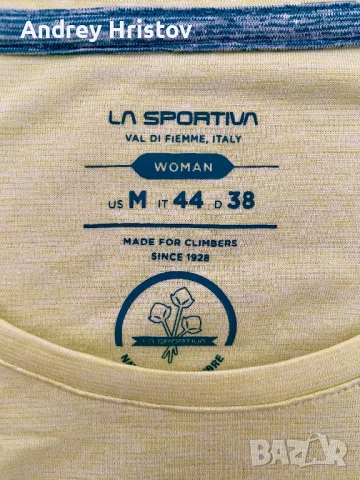 Andrey Hristov
LA SPORTIVA
VAL DI FIEMME, ITALY
WOMAN
US M IT 44 D 38
MADE FOR CLIMBERS
SINCE 1928
LA SPORTIVA
BAZAR